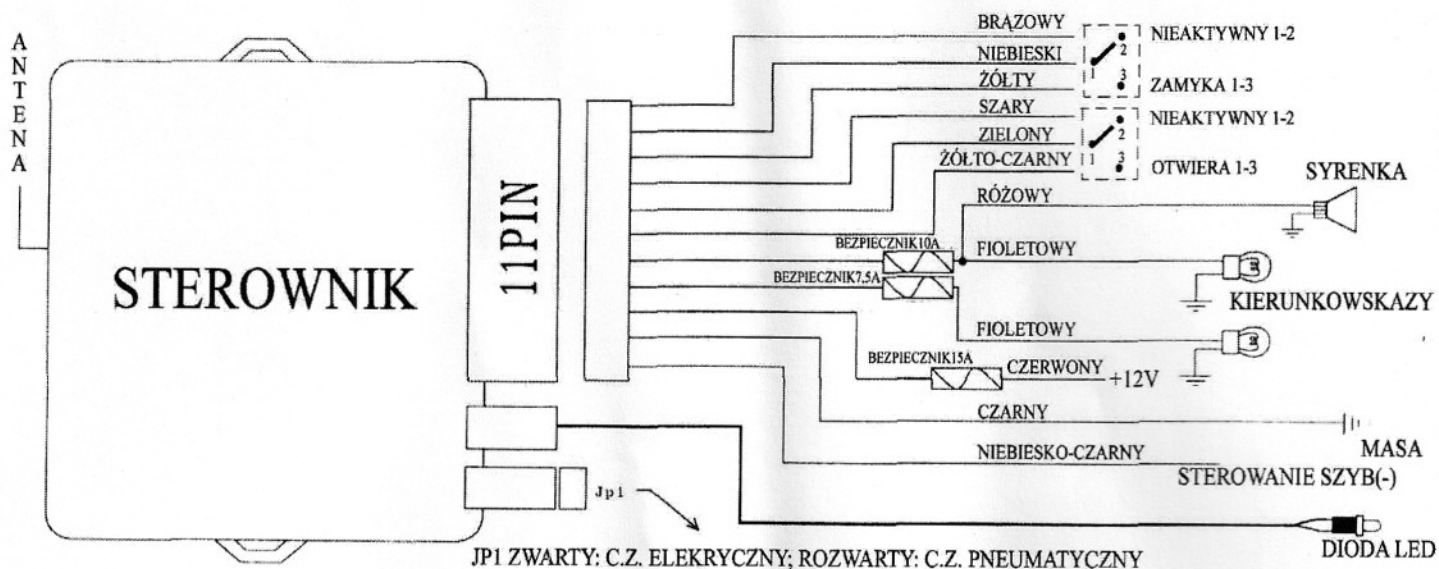 ANTENA
STEROWNIK
11PIN
BRĄZOWY
NIEBIESKI
ŻÓŁTY
SZARY
ZIELONY
ŻÓŁTO-CZARNY
RÓŻOWY
2
NIEAKTYWNY 1-2
3
ZAMYKA 1-3
2
NIEAKTYWNY 1-2
3
OTWIERA 1-3
SYRENKA
BEZPIECZNIK10A
FIOLETOWY
BEZPIECZNIK7,5A
KIERUNKOWSKAZY
FIOLETOWY
BEZPIECZNIK15A
CZERWONY
+12V
CZARNY
MASA
NIEBIESKO-CZARNY
STEROWANIE SZYB(-)
Jp1
DIODA LED
JP1 ZWARTY: C.Z. ELEKRYCZNY; ROZWARTY: C.Z. PNEUMATYCZNY